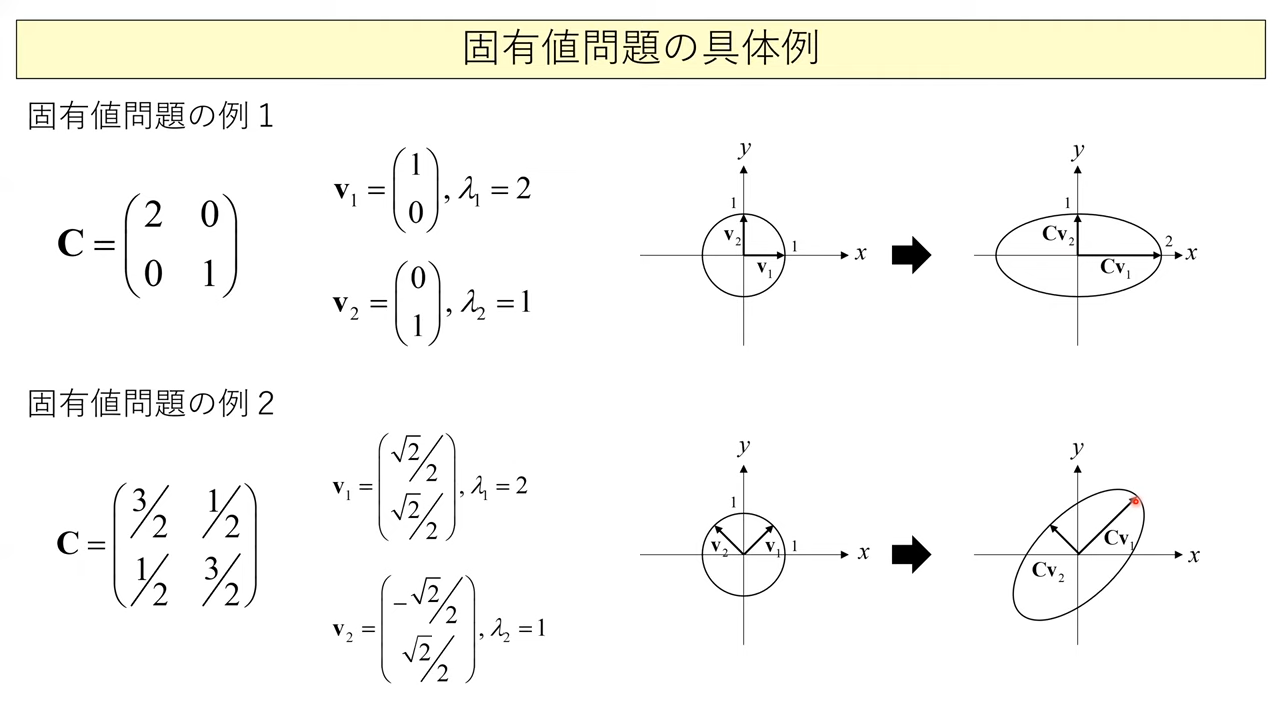 固有値問題の具体例
固有値問題の例１
C = (2 0
0 1)
v₁ = (1
0), λ₁ = 2
v₂ = (0
1), λ₂ = 1
y
1
v₂
v₁
1
x
y
1
Cv₂
Cv₁
2
x
固有値問題の例２
C = (3/2 1/2
1/2 3/2)
v₁ = (√2/2
√2/2), λ₁ = 2
v₂ = (−√2/2
√2/2), λ₂ = 1
y
1
v₂
v₁
1
x
y
Cv₁
Cv₂
x